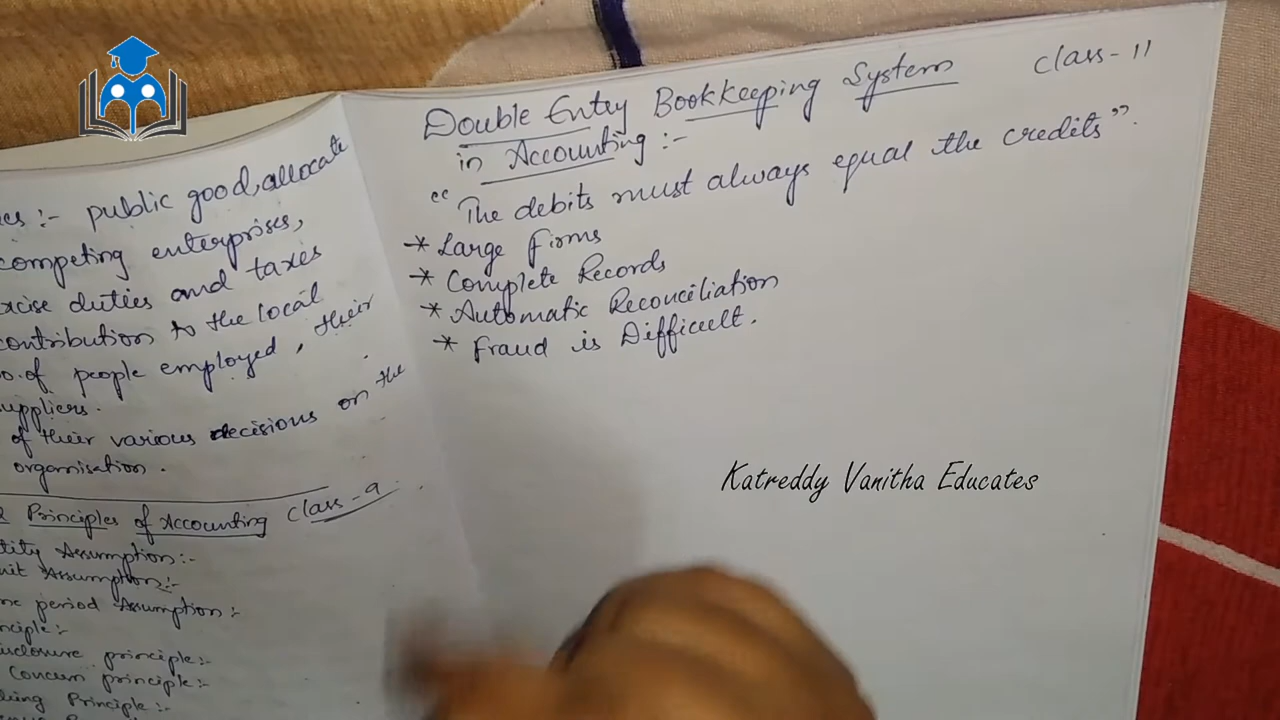 public good, allocate
competing enterprises,
duties and taxes
contribution to the local
of people employed, their
of their various decisions on the
organisation.
Principles of Accounting class-9
Assumption:-
Assumption:-
period Assumption:-
principle:-
Concern principle:-
Principle:-
Double Entry Bookkeeping System class-11
in Accounting:-
"The debits must always equal the credits".
* Large firms
* Complete Records
* Automatic Reconciliation
* Fraud is Difficult.
Katreddy Vanitha Educates